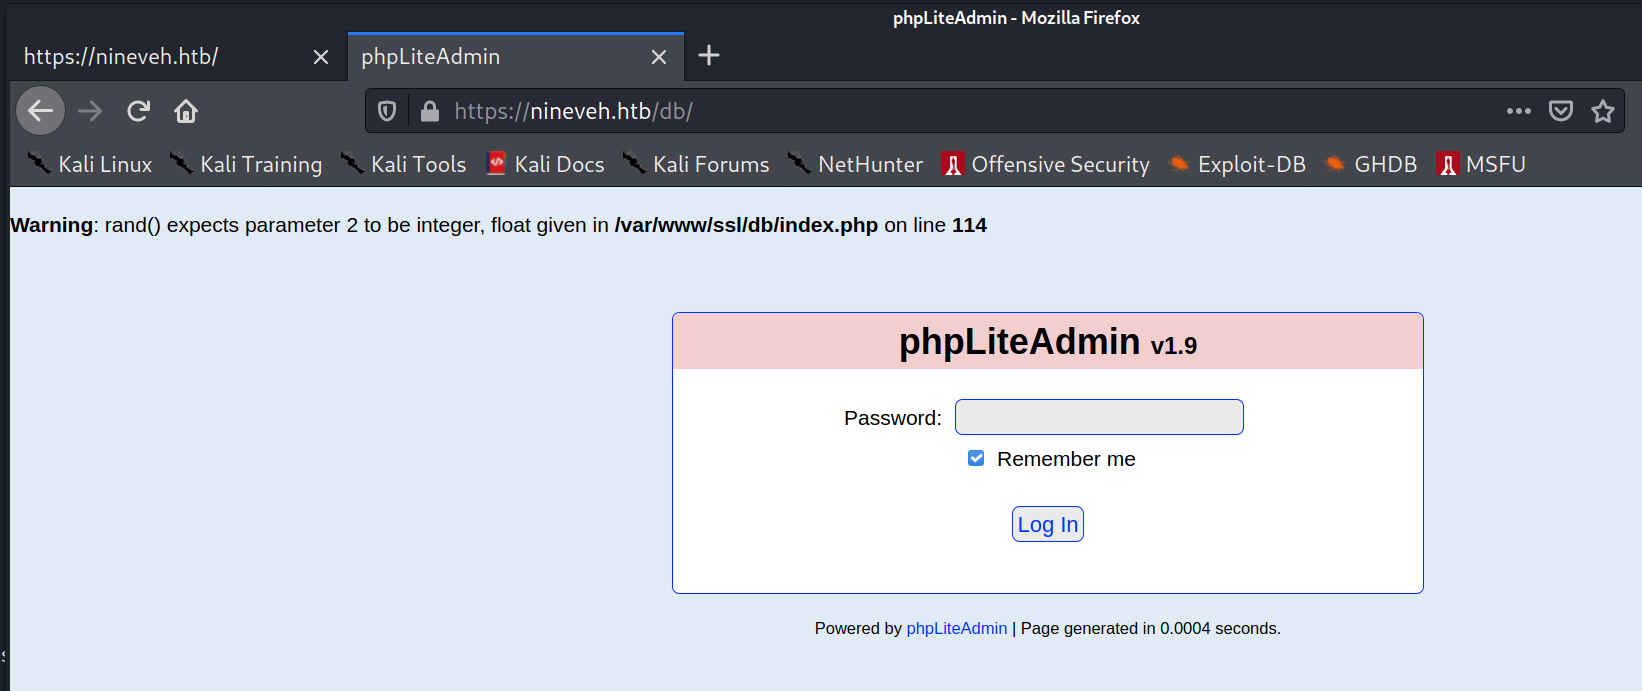 phpLiteAdmin - Mozilla Firefox
https://nineveh.htb/
phpLiteAdmin
https://nineveh.htb/db/
Kali Linux Kali Training Kali Tools Kali Docs Kali Forums NetHunter Offensive Security Exploit-DB GHDB MSFU
Warning: rand() expects parameter 2 to be integer, float given in /var/www/ssl/db/index.php on line 114
phpLiteAdmin v1.9
Password:
Remember me
Log In
Powered by phpLiteAdmin | Page generated in 0.0004 seconds.